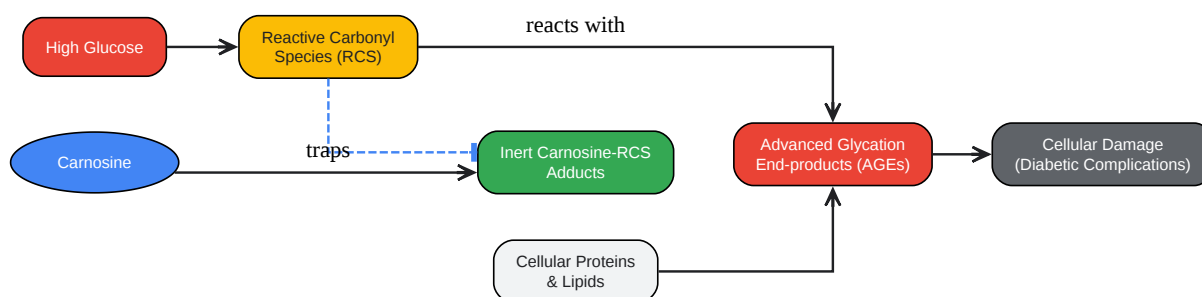 reacts with
High Glucose
Reactive Carbonyl
Species (RCS)
Carnosine
traps
Inert Carnosine-RCS
Adducts
Advanced Glycation
End-products (AGEs)
Cellular Damage
(Diabetic Complications)
Cellular Proteins
& Lipids